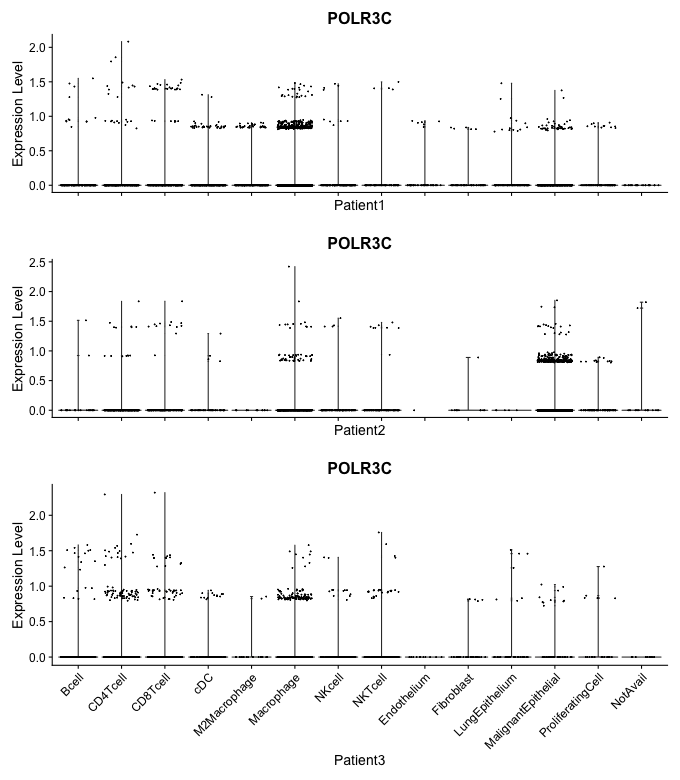 POLR3C
Expression Level
2.0
1.5
1.0
0.5
0.0
Patient1
POLR3C
Expression Level
2.5
2.0
1.5
1.0
0.5
0.0
Patient2
POLR3C
Expression Level
2.0
1.5
1.0
0.5
0.0
Bcell
CD4Tcell
CD8Tcell
cDC
M2Macrophage
Macrophage
NKcell
NKTcell
Endothelium
Fibroblast
LungEpithelium
MalignantEpithelial
ProliferatingCell
NotAvail
Patient3